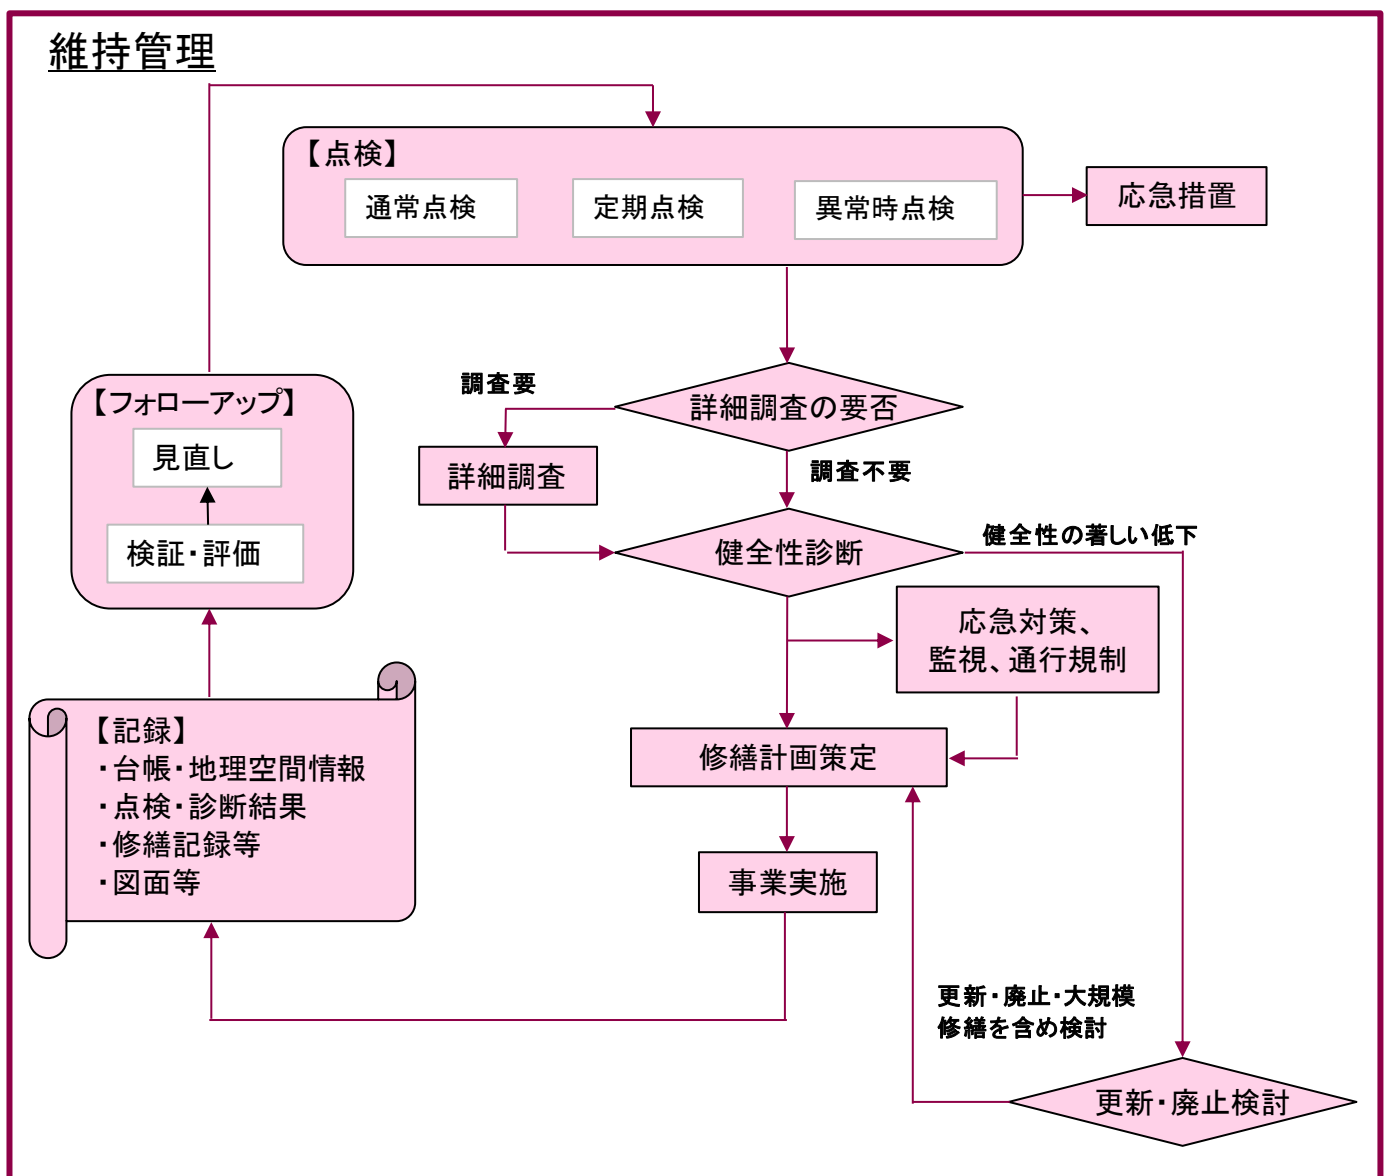 維持管理
【点検】
通常点検
定期点検
異常時点検
応急措置
詳細調査の要否
調査要
詳細調査
調査不要
健全性診断
健全性の著しい低下
応急対策、
監視、通行規制
修繕計画策定
事業実施
更新・廃止・大規模
修繕を含め検討
更新・廃止検討
【フォローアップ】
見直し
検証・評価
【記録】
・台帳・地理空間情報
・点検・診断結果
・修繕記録等
・図面等